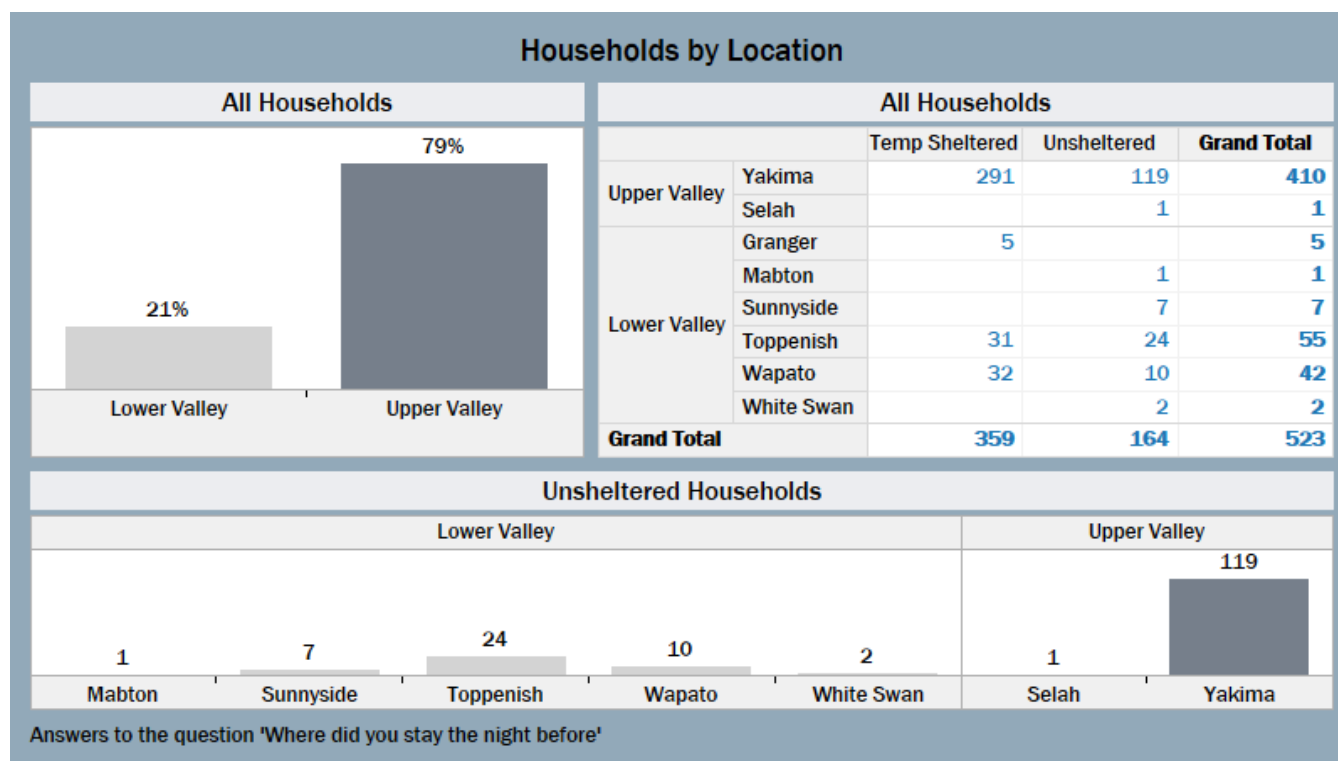 Households by Location
All Households
79%
21%
Lower Valley Upper Valley
All Households
Temp Sheltered Unsheltered Grand Total
Upper Valley Yakima 291 119 410
Selah 1 1
Lower Valley Granger 5 5
Mabton 1 1
Sunnyside 7 7
Toppenish 31 24 55
Wapato 32 10 42
White Swan 2 2
Grand Total 359 164 523
Unsheltered Households
Lower Valley Upper Valley
1 7 24 10 2 1 119
Mabton Sunnyside Toppenish Wapato White Swan Selah Yakima
Answers to the question 'Where did you stay the night before'